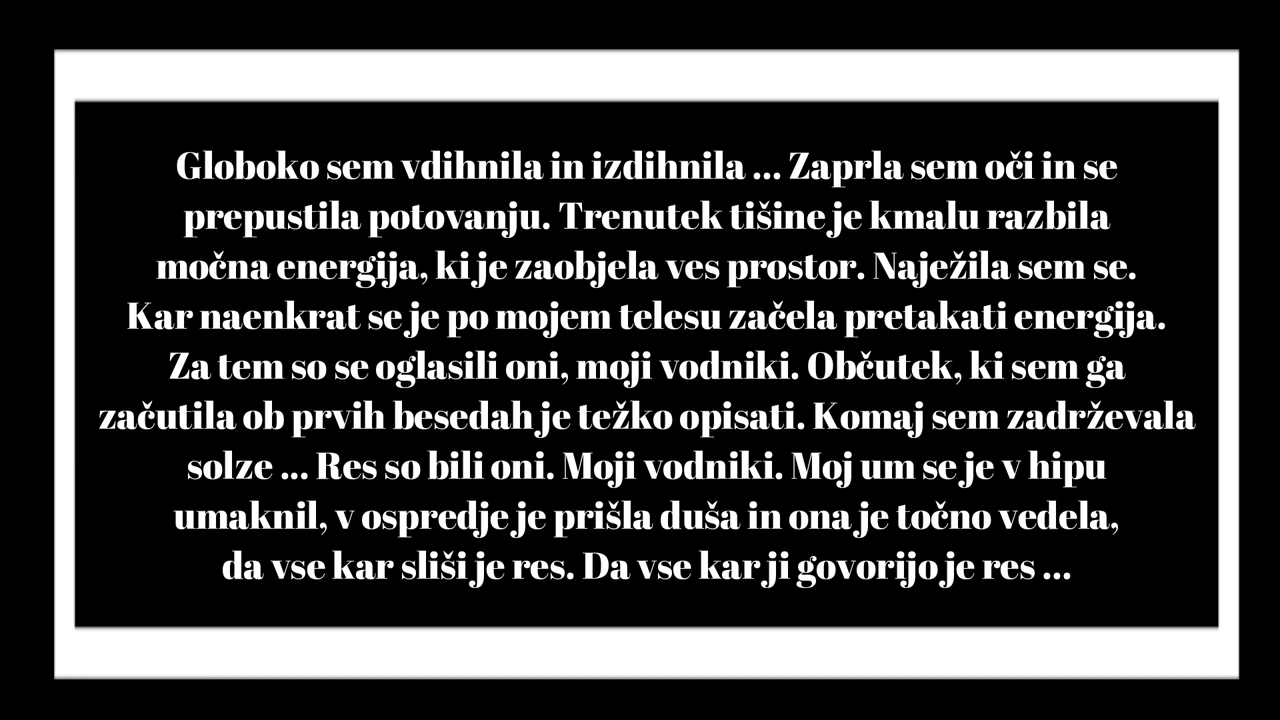 Globoko sem vdihnila in izdihnila ... Zaprla sem oči in se
prepustila potovanju. Trenutek tišine je kmalu razbila
močna energija, ki je zaobjela ves prostor. Naježila sem se.
Kar naenkrat se je po mojem telesu začela pretakati energija.
Za tem so se oglasili oni, moji vodniki. Občutek, ki sem ga
začutila ob prvih besedah je težko opisati. Komaj sem zadrževala
solze ... Res so bili oni. Moji vodniki. Moj um se je v hipu
umaknil, v ospredje je prišla duša in ona je točno vedela,
da vse kar sliši je res. Da vse kar ji govorijo je res ...